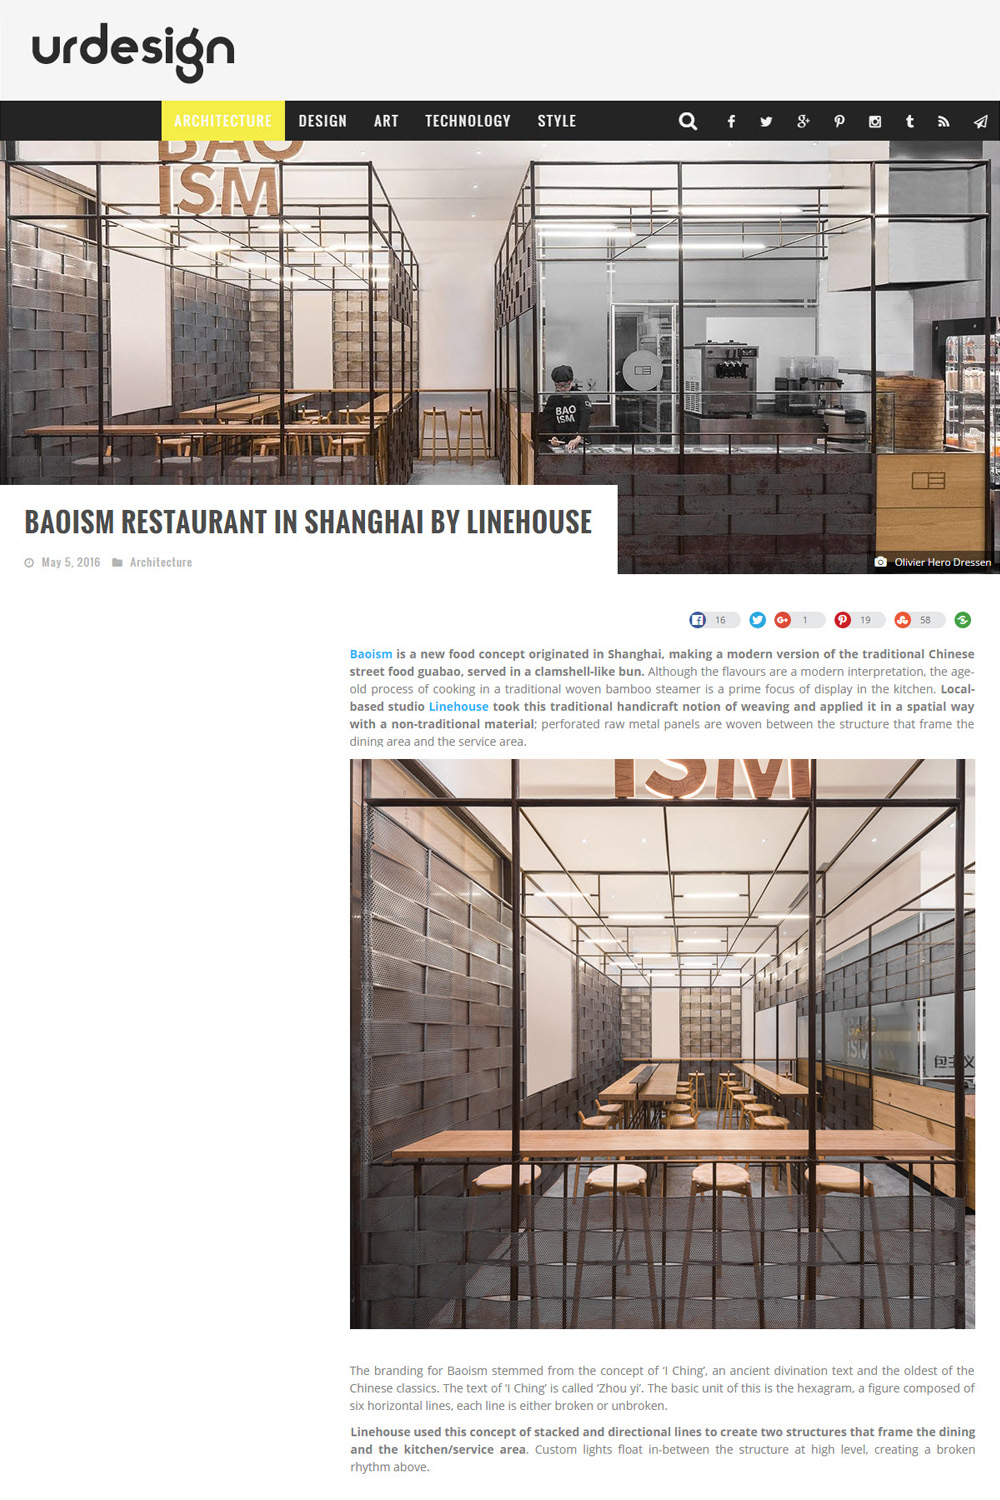 urdesign
ARCHITECTURE DESIGN ART TECHNOLOGY STYLE
BAO
ISM
BAO
ISM
BAOISM RESTAURANT IN SHANGHAI BY LINEHOUSE
May 5, 2016 Architecture
Olivier Hero Dressen
16 1 19 58
Baoism is a new food concept originated in Shanghai, making a modern version of the traditional Chinese
street food guabao, served in a clamshell-like bun. Although the flavours are a modern interpretation, the age-
old process of cooking in a traditional woven bamboo steamer is a prime focus of display in the kitchen. Local-
based studio Linehouse took this traditional handicraft notion of weaving and applied it in a spatial way
with a non-traditional material; perforated raw metal panels are woven between the structure that frame the
dining area and the service area.
ISM
BAO
ISM
包主义
The branding for Baoism stemmed from the concept of ‘I Ching’, an ancient divination text and the oldest of the
Chinese classics. The text of ‘I Ching’ is called ‘Zhou yi’. The basic unit of this is the hexagram, a figure composed of
six horizontal lines, each line is either broken or unbroken.
Linehouse used this concept of stacked and directional lines to create two structures that frame the dining
and the kitchen/service area. Custom lights float in-between the structure at high level, creating a broken
rhythm above.